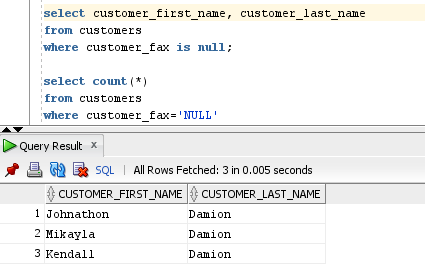 select customer_first_name, customer_last_name
from customers
where customer_fax is null;
select count(*)
from customers
where customer_fax='NULL'
Query Result x
SQL | All Rows Fetched: 3 in 0.005 seconds
CUSTOMER_FIRST_NAME CUSTOMER_LAST_NAME
1 Johnathon Damion
2 Mikayla Damion
3 Kendall Damion